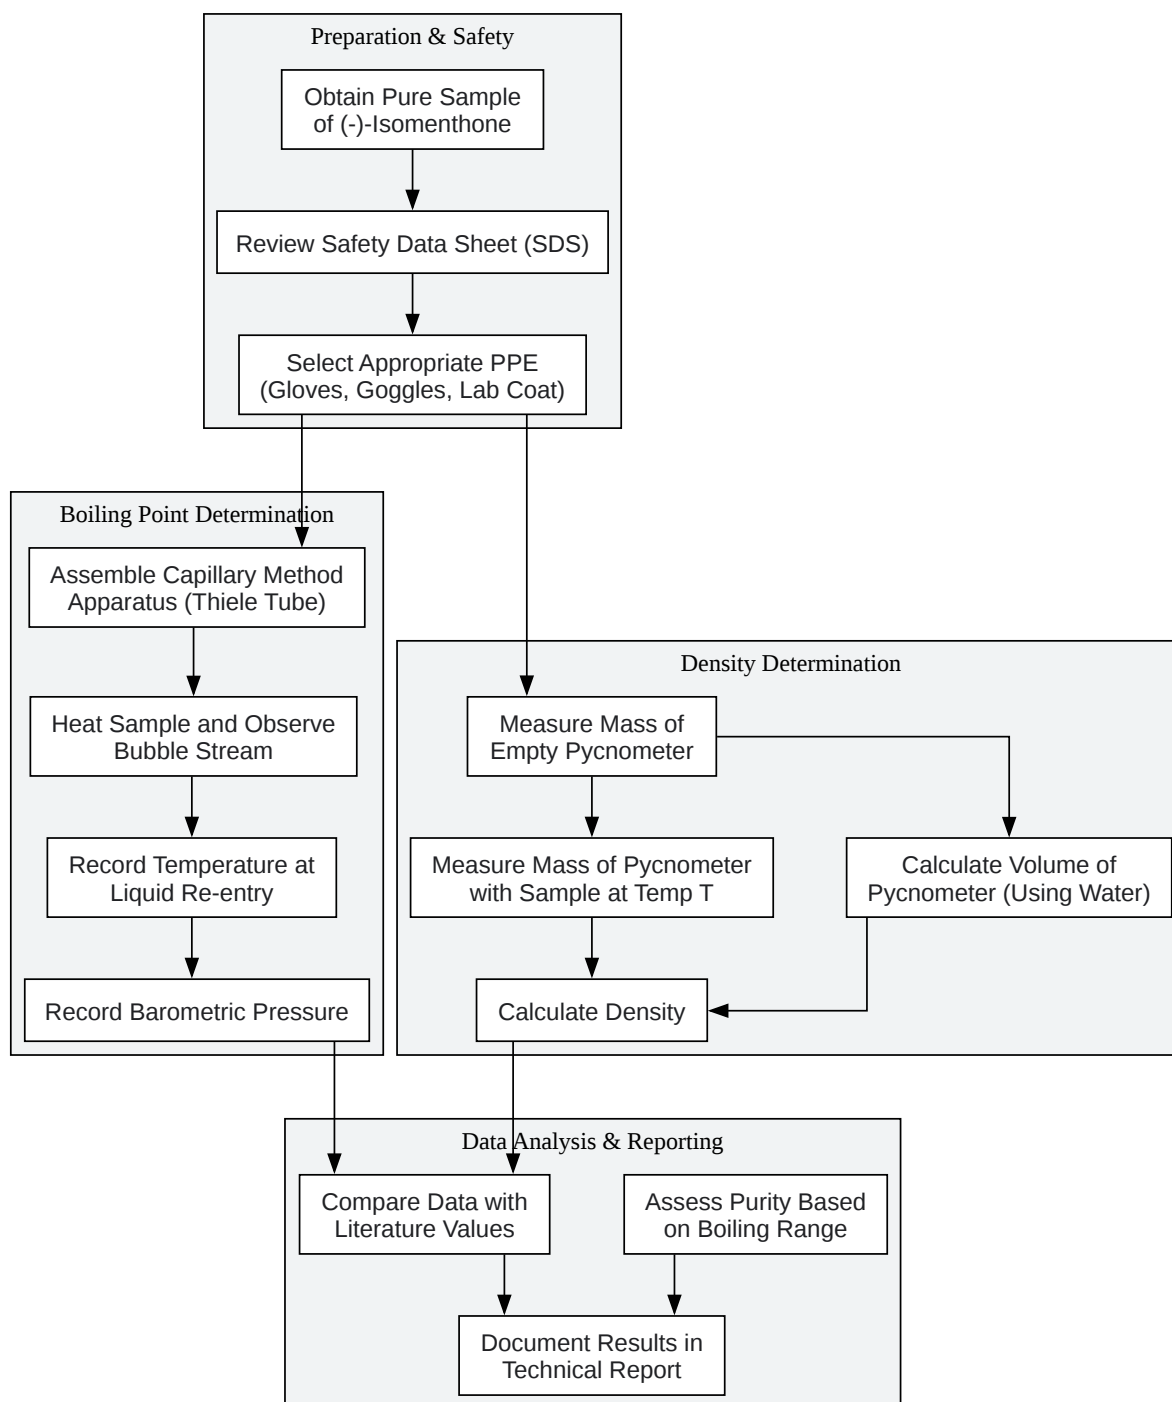 Preparation & Safety
Obtain Pure Sample
of (-)-Isomenthone
Review Safety Data Sheet (SDS)
Select Appropriate PPE
(Gloves, Goggles, Lab Coat)
Boiling Point Determination
Assemble Capillary Method
Apparatus (Thiele Tube)
Heat Sample and Observe
Bubble Stream
Record Temperature at
Liquid Re-entry
Record Barometric Pressure
Density Determination
Measure Mass of
Empty Pycnometer
Measure Mass of Pycnometer
with Sample at Temp T
Calculate Volume of
Pycnometer (Using Water)
Calculate Density
Data Analysis & Reporting
Compare Data with
Literature Values
Assess Purity Based
on Boiling Range
Document Results in
Technical Report